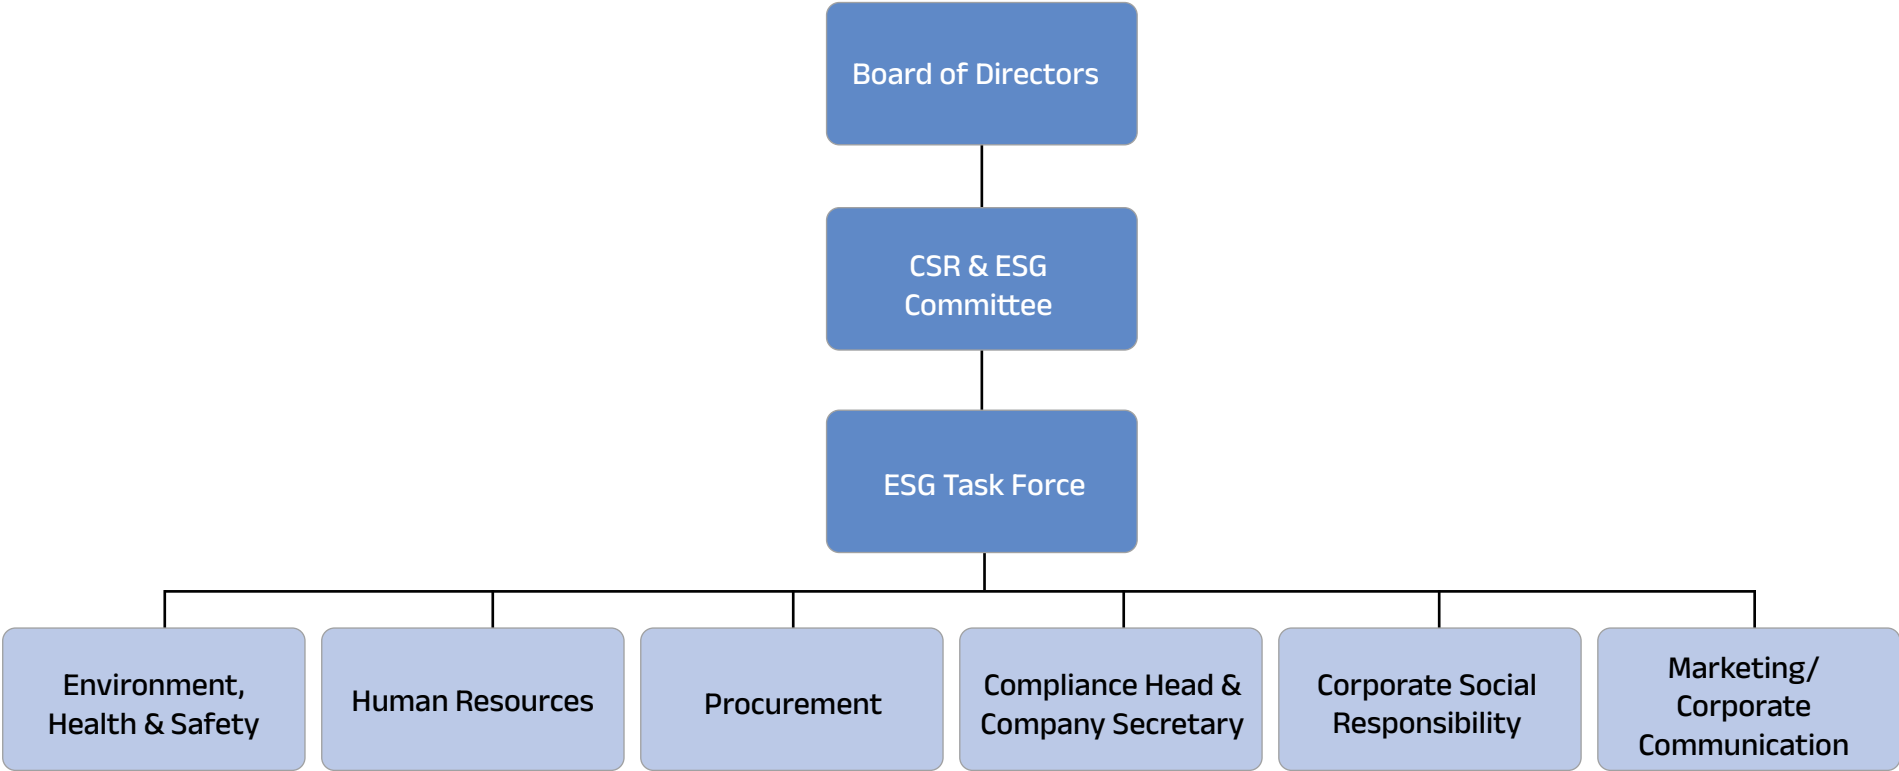 Board of Directors
CSR & ESG
Committee
ESG Task Force
Environment,
Health & Safety
Human Resources
Procurement
Compliance Head &
Company Secretary
Corporate Social
Responsibility
Marketing/
Corporate
Communication